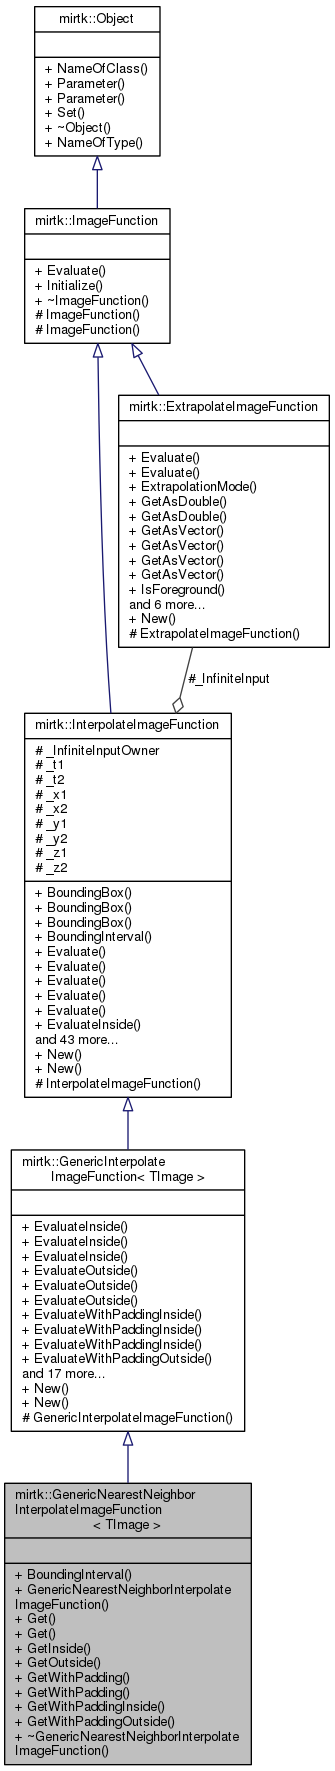 mirtk::Object
+ NameOfClass()
+ Parameter()
+ Parameter()
+ Set()
+ ~Object()
+ NameOfType()
mirtk::ImageFunction
+ Evaluate()
+ Initialize()
+ ~ImageFunction()
# ImageFunction()
# ImageFunction()
mirtk::ExtrapolateImageFunction
+ Evaluate()
+ Evaluate()
+ ExtrapolationMode()
+ GetAsDouble()
+ GetAsDouble()
+ GetAsVector()
+ GetAsVector()
+ GetAsVector()
+ GetAsVector()
+ IsForeground()
and 6 more...
+ New()
# ExtrapolateImageFunction()
#_InfiniteInput
mirtk::InterpolateImageFunction
# _InfiniteInputOwner
# _t1
# _t2
# _x1
# _x2
# _y1
# _y2
# _z1
# _z2
+ BoundingBox()
+ BoundingBox()
+ BoundingBox()
+ BoundingInterval()
+ Evaluate()
+ Evaluate()
+ Evaluate()
+ Evaluate()
+ Evaluate()
+ EvaluateInside()
and 43 more...
+ New()
+ New()
# InterpolateImageFunction()
mirtk::GenericInterpolate
ImageFunction< TImage >
+ EvaluateInside()
+ EvaluateInside()
+ EvaluateInside()
+ EvaluateOutside()
+ EvaluateOutside()
+ EvaluateOutside()
+ EvaluateWithPaddingInside()
+ EvaluateWithPaddingInside()
+ EvaluateWithPaddingInside()
+ EvaluateWithPaddingOutside()
and 17 more...
+ New()
+ New()
# GenericInterpolateImageFunction()
mirtk::GenericNearestNeighbor
InterpolateImageFunction
< TImage >
+ BoundingInterval()
+ GenericNearestNeighborInterpolate
ImageFunction()
+ Get()
+ Get()
+ GetInside()
+ GetOutside()
+ GetWithPadding()
+ GetWithPadding()
+ GetWithPaddingInside()
+ GetWithPaddingOutside()
+ ~GenericNearestNeighborInterpolate
ImageFunction()